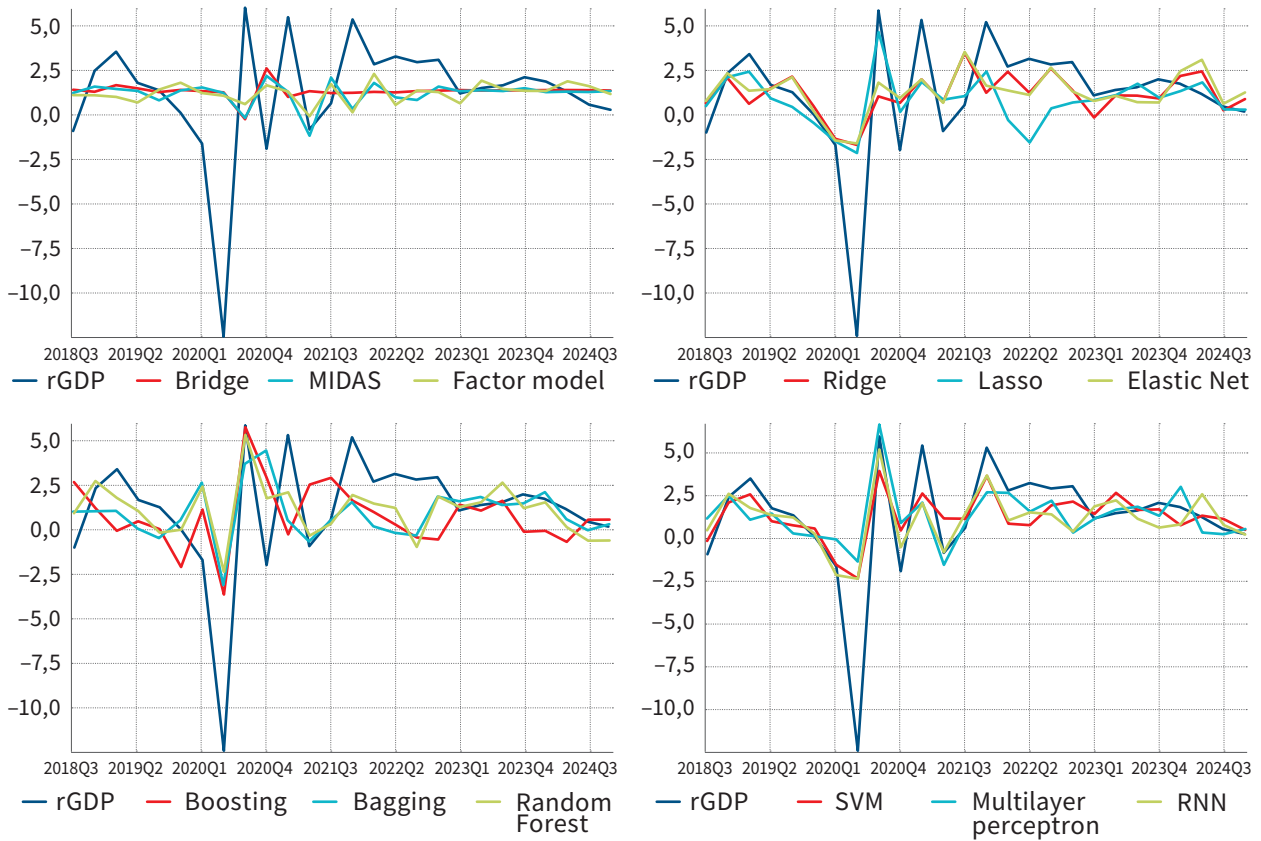 5,0
2,5
0,0
−2,5
−5,0
−7,5
−10,0
2018Q3 2019Q2 2020Q1 2020Q4 2021Q3 2022Q2 2023Q1 2023Q4 2024Q3
rGDP Bridge MIDAS Factor model
5,0
2,5
0,0
−2,5
−5,0
−7,5
−10,0
2018Q3 2019Q2 2020Q1 2020Q4 2021Q3 2022Q2 2023Q1 2023Q4 2024Q3
rGDP Ridge Lasso Elastic Net
5,0
2,5
0,0
−2,5
−5,0
−7,5
−10,0
2018Q3 2019Q2 2020Q1 2020Q4 2021Q3 2022Q2 2023Q1 2023Q4 2024Q3
rGDP Boosting Bagging Random
Forest
5,0
2,5
0,0
−2,5
−5,0
−7,5
−10,0
2018Q3 2019Q2 2020Q1 2020Q4 2021Q3 2022Q2 2023Q1 2023Q4 2024Q3
rGDP SVM Multilayer RNN
perceptron